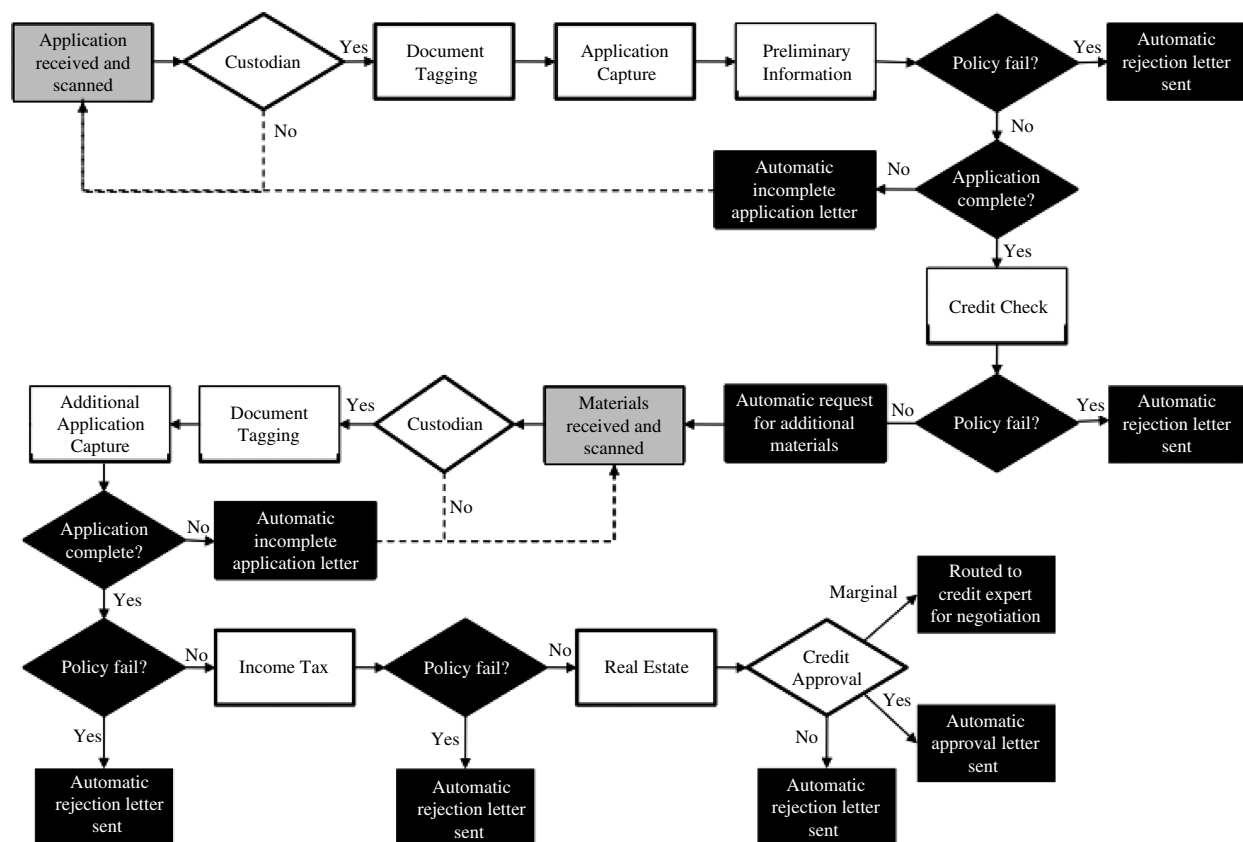 Application
received and
scanned
Custodian
Yes
Document
Tagging
Application
Capture
Preliminary
Information
Policy fail?
Yes
Automatic
rejection letter
sent
No
No
Automatic
incomplete
application letter
No
Application
complete?
Yes
Credit Check
Additional
Application
Capture
Document
Tagging
Yes
Custodian
Materials
received and
scanned
Automatic request
for additional
materials
No
Policy fail?
Yes
Automatic
rejection letter
sent
No
Application
complete?
No
Automatic
incomplete
application letter
Yes
Marginal
Routed to
credit expert
for negotiation
Policy fail?
No
Income Tax
Policy fail?
No
Real Estate
Credit
Approval
Yes
Yes
Yes
No
Automatic
approval letter
sent
Automatic
rejection letter
sent
Automatic
rejection letter
sent
Automatic
rejection letter
sent